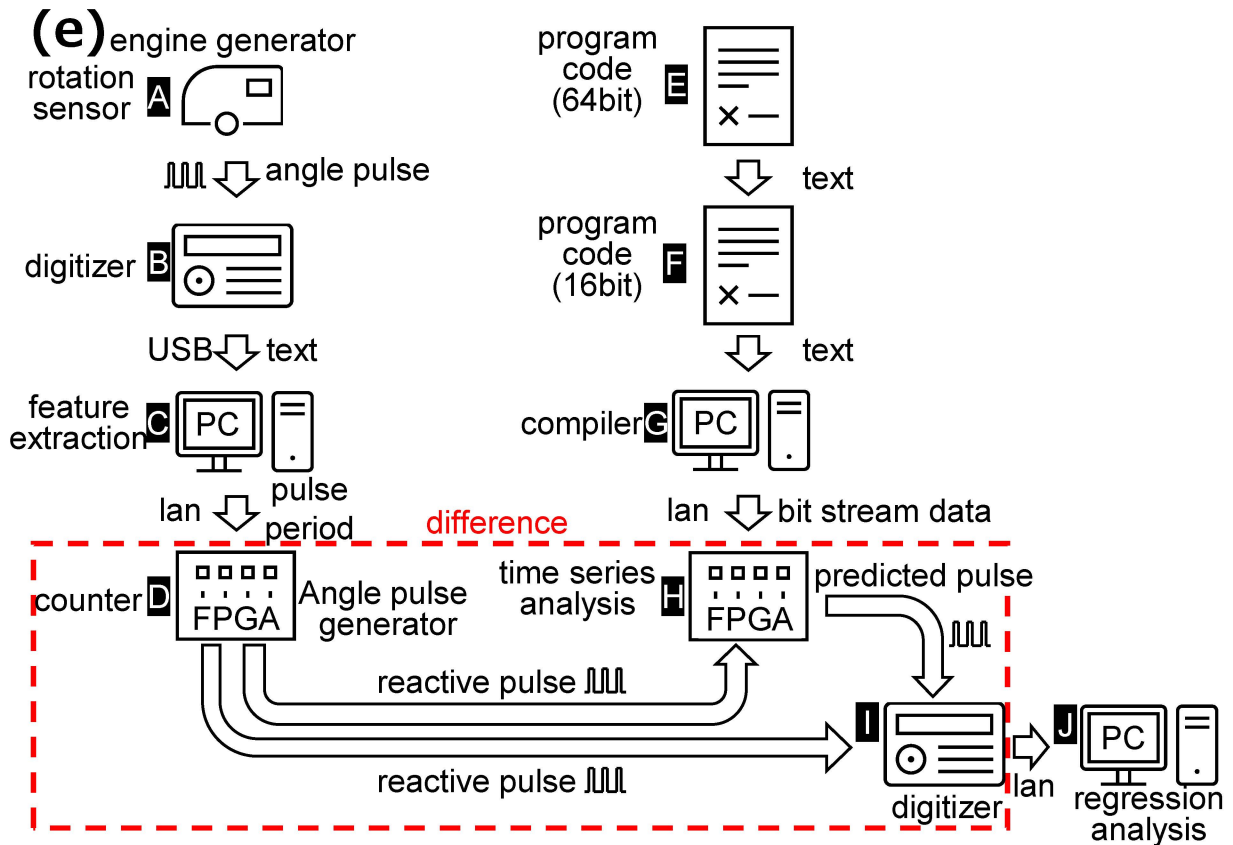 (e) engine generator
rotation
sensor
A
angle pulse
digitizer
B
USB
text
feature
extraction
C
PC
lan
pulse
period
program
code
(64bit)
E
text
program
code
(16bit)
F
text
compiler
G
PC
lan
bit stream data
difference
counter
D
FPGA
Angle pulse
generator
time series
analysis
H
FPGA
predicted pulse
reactive pulse
reactive pulse
I
digitizer
lan
J
PC
regression
analysis